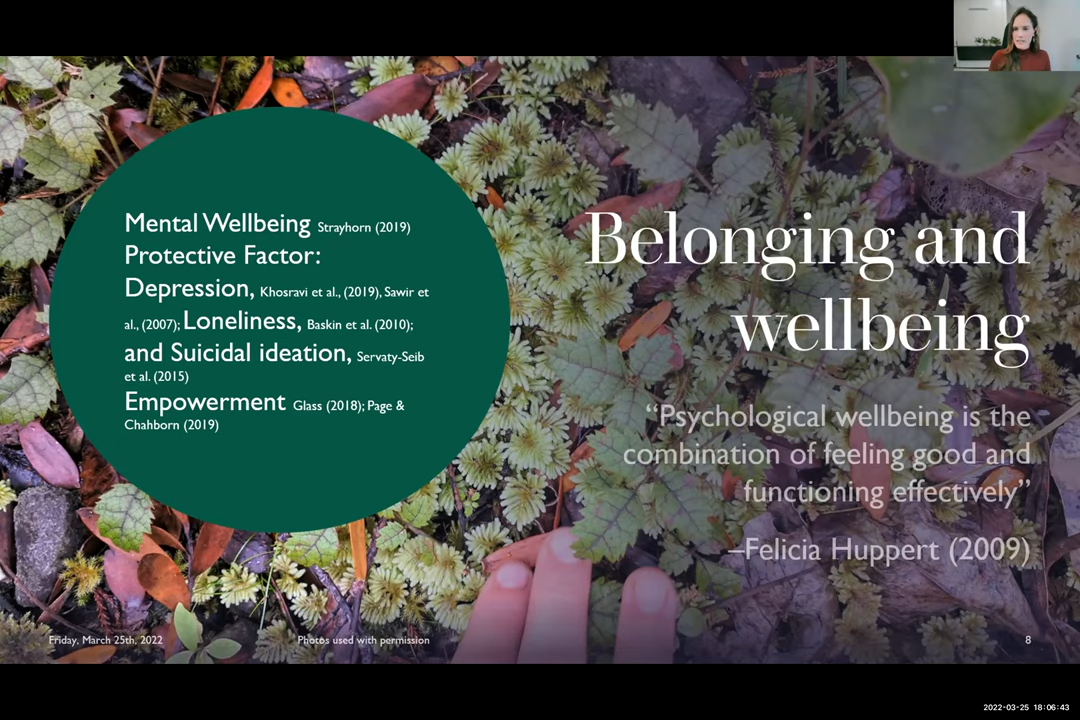 Mental Wellbeing Strayhorn (2019)
Protective Factor:
Depression, Khosravi et al., (2019), Sawir et
al., (2007); Loneliness, Baskin et al. (2010);
and Suicidal ideation, Servaty-Seib
et al. (2015)
Empowerment Glass (2018); Page &
Chahborn (2019)
Belonging and
wellbeing
“Psychological wellbeing is the
combination of feeling good and
functioning effectively”
–Felicia Huppert (2009)
Friday, March 25th, 2022
Photos used with permission
8
2022-03-25 18:06:43